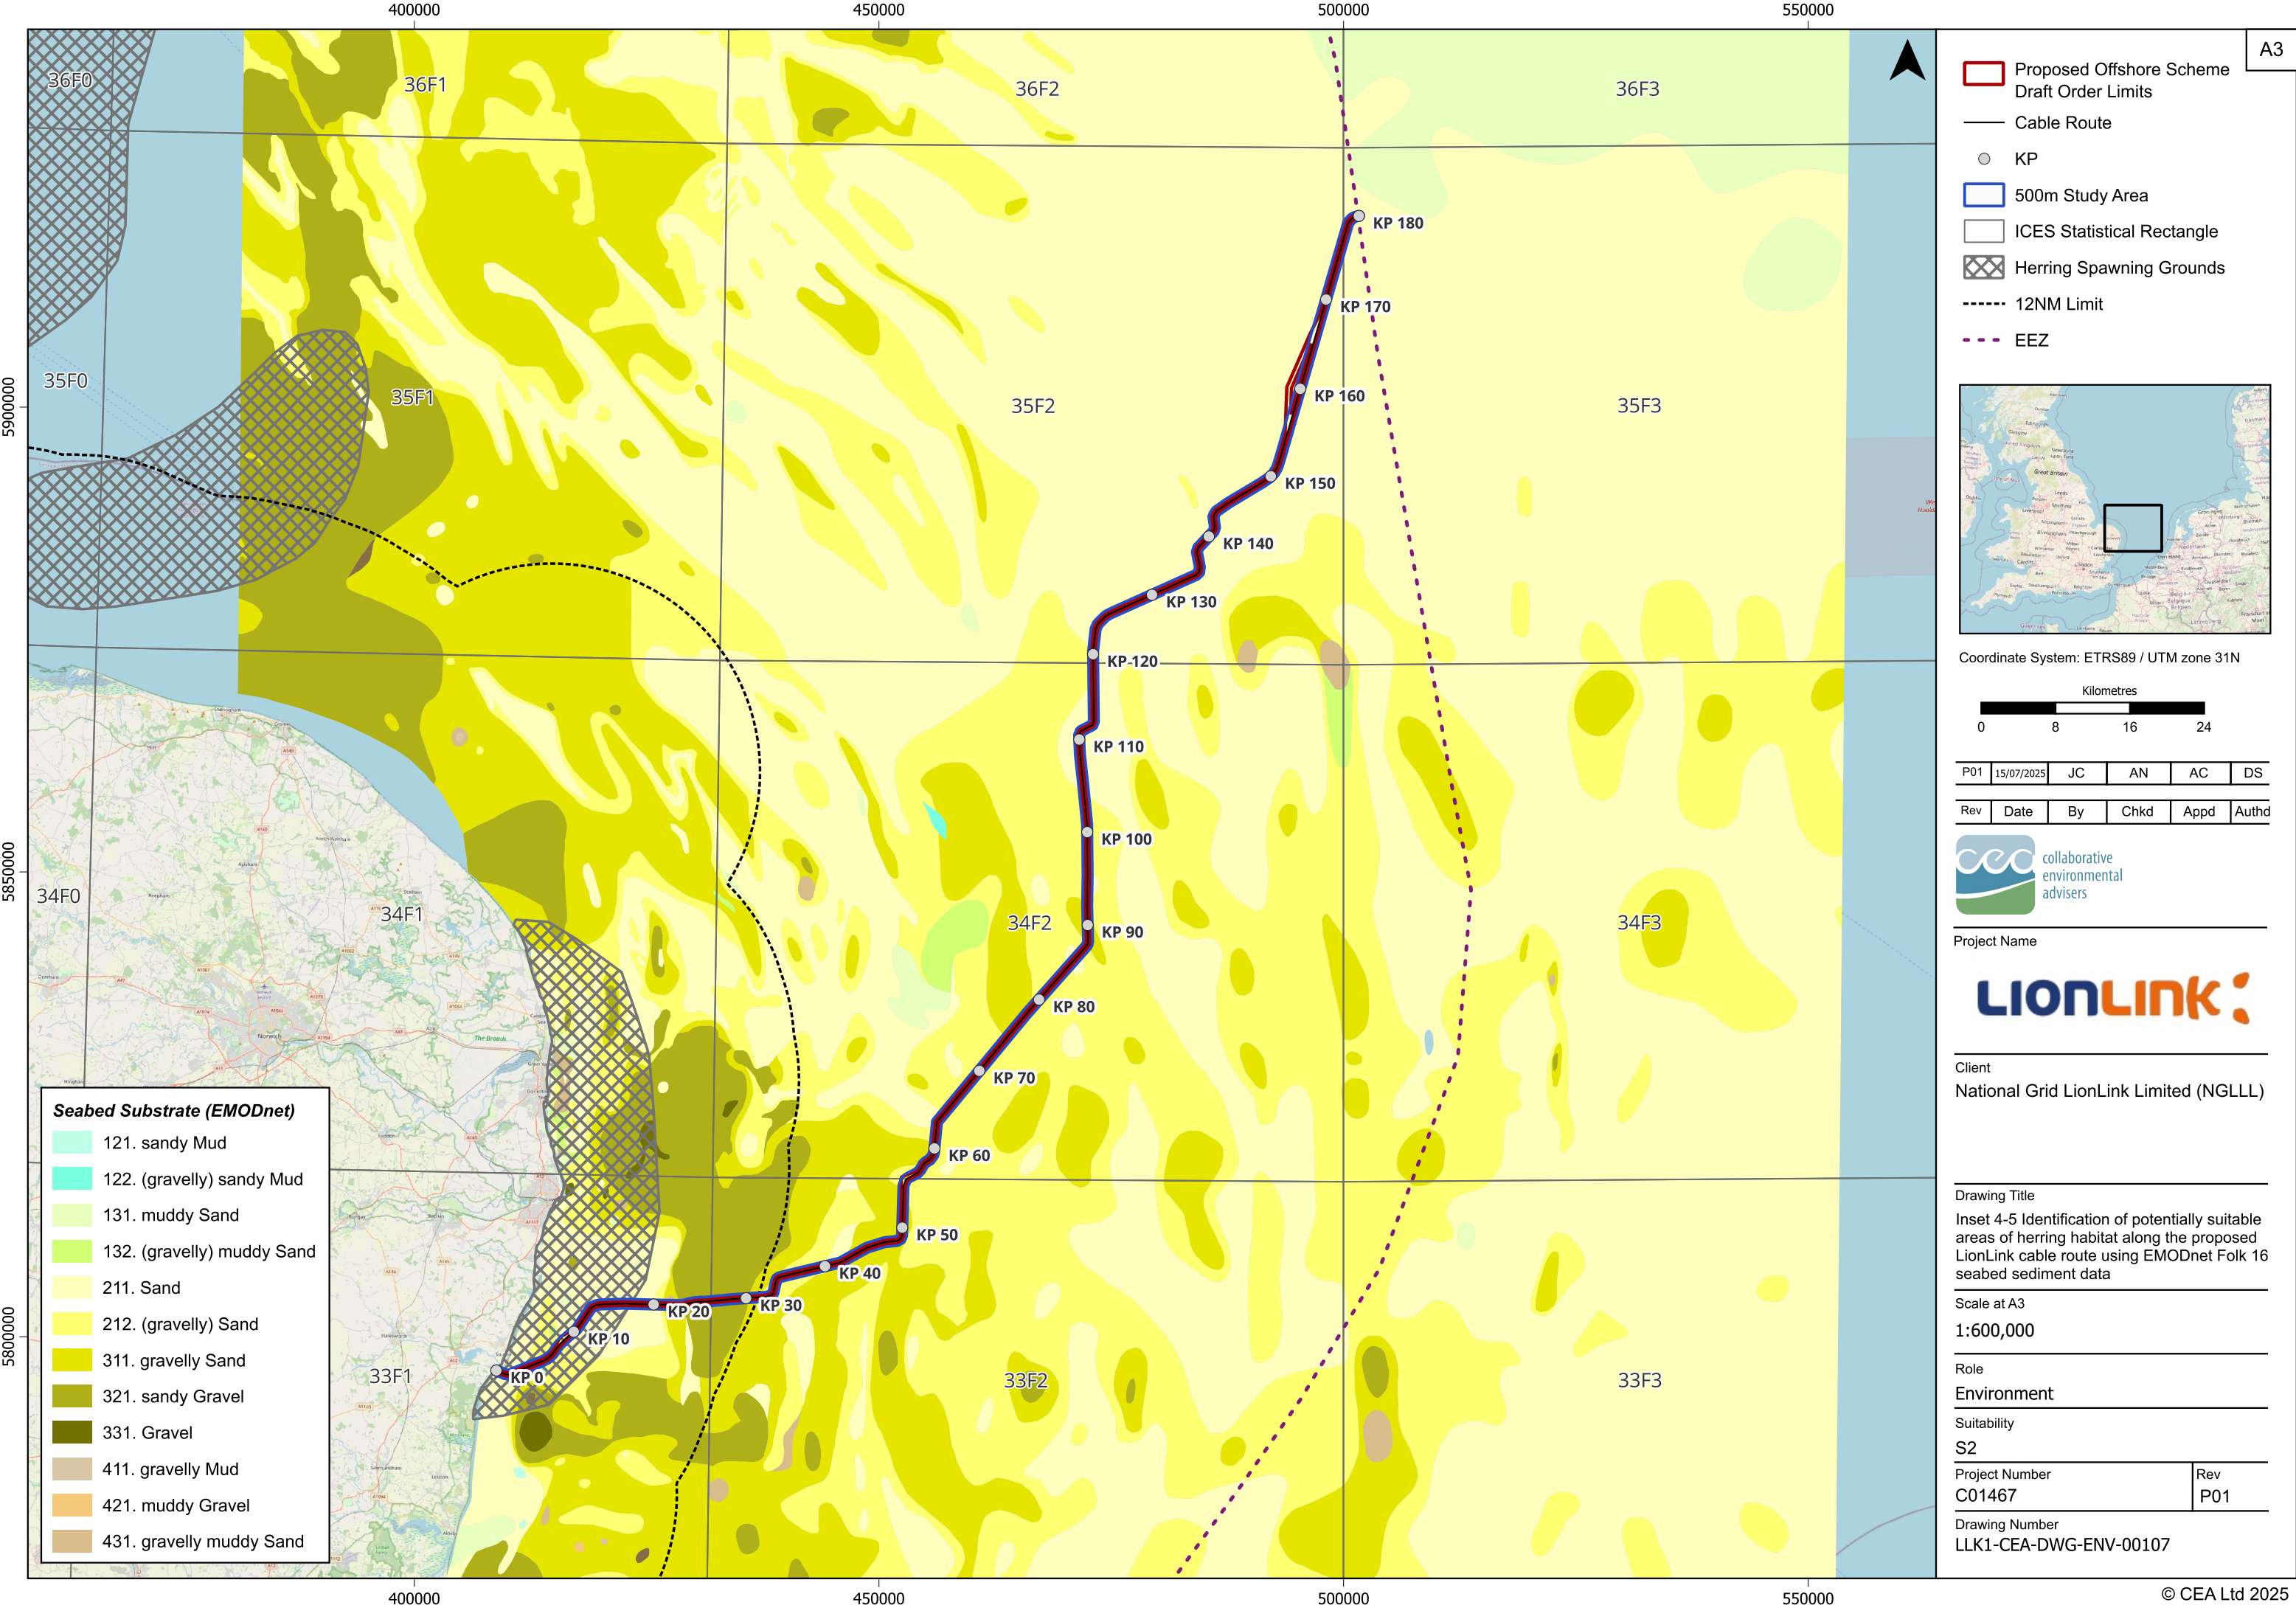 400000
450000
500000
550000
A3
36F0
36F1
36F2
36F3
35F0
35F1
35F2
35F3
34F0
34F1
34F2
34F3
33F1
33F2
33F3
5900000
5850000
5800000
KP 180
KP 170
KP 160
KP 150
KP 140
KP 130
KP 120
KP 110
KP 100
KP 90
KP 80
KP 70
KP 60
KP 50
KP 40
KP 30
KP 20
KP 10
KP 0
Norwich
The Broads
Seabed Substrate (EMODnet)
121. sandy Mud
122. (gravelly) sandy Mud
131. muddy Sand
132. (gravelly) muddy Sand
211. Sand
212. (gravelly) Sand
311. gravelly Sand
321. sandy Gravel
331. Gravel
411. gravelly Mud
421. muddy Gravel
431. gravelly muddy Sand
400000
450000
500000
550000
Proposed Offshore Scheme
Draft Order Limits
Cable Route
KP
500m Study Area
ICES Statistical Rectangle
Herring Spawning Grounds
12NM Limit
EEZ
Great Britain
Coordinate System: ETRS89 / UTM zone 31N
Kilometres
0 8 16 24
P01 15/07/2025 JC AN AC DS
Rev Date By Chkd Appd Authd
cea
collaborative
environmental
advisers
Project Name
LIONLINK
Client
National Grid LionLink Limited (NGLLL)
Drawing Title
Inset 4-5 Identification of potentially suitable
areas of herring habitat along the proposed
LionLink cable route using EMODnet Folk 16
seabed sediment data
Scale at A3
1:600,000
Role
Environment
Suitability
S2
Project Number
C01467
Rev
P01
Drawing Number
LLK1-CEA-DWG-ENV-00107
© CEA Ltd 2025